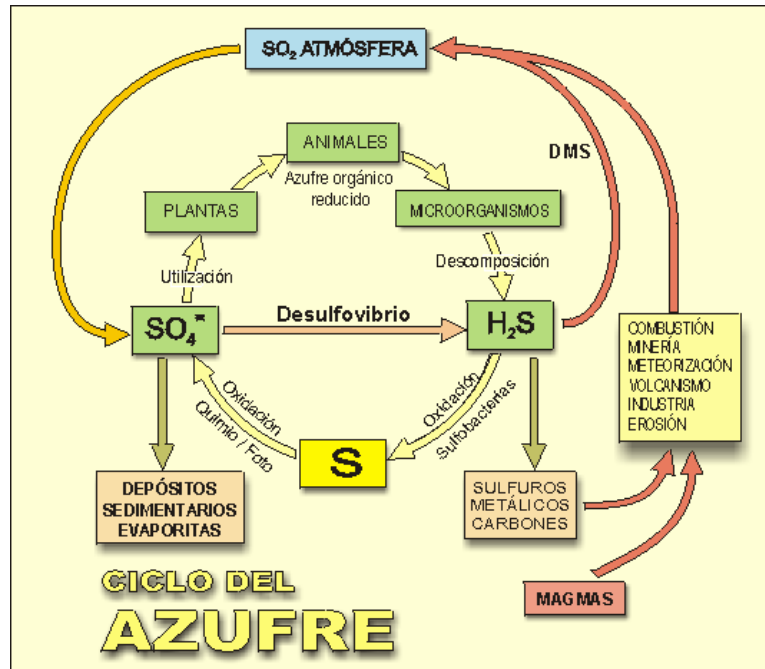 SO₂ ATMÓSFERA
DMS
ANIMALES
Azufre orgánico
reducido
PLANTAS
MICROORGANISMOS
Utilización
Descomposición
SO₄⁼
Desulfovibrio
H₂S
COMBUSTIÓN
MINERÍA
METEORIZACIÓN
VOLCANISMO
INDUSTRIA
EROSIÓN
Oxidación
Quimio / Foto
Oxidación
Sulfobacterías
S
DEPÓSITOS
SEDIMENTARIOS
EVAPORITAS
SULFUROS
METÁLICOS
CARBONES
MAGMAS
CICLO DEL
AZUFRE